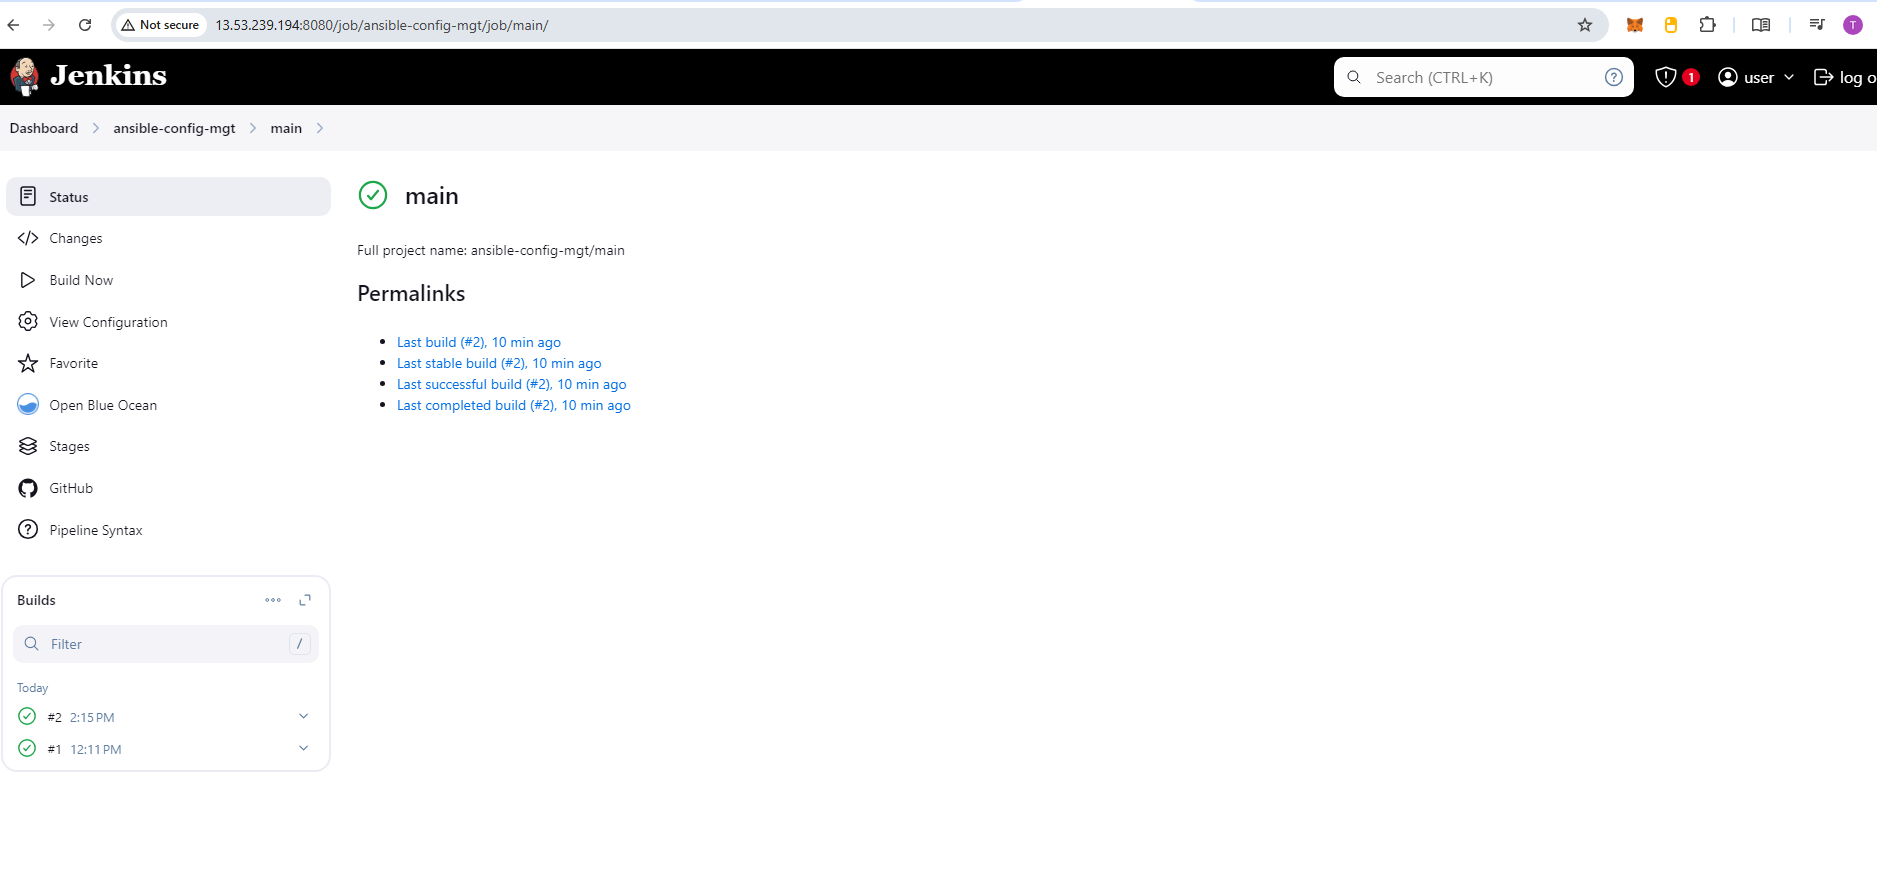 Not secure 13.53.239.194:8080/job/ansible-config-mgt/job/main/
T
Jenkins
Search (CTRL+K)
?
1
user
log o
Dashboard
ansible-config-mgt
main
Status
Changes
Build Now
View Configuration
Favorite
Open Blue Ocean
Stages
GitHub
Pipeline Syntax
main
Full project name: ansible-config-mgt/main
Permalinks
Last build (#2), 10 min ago
Last stable build (#2), 10 min ago
Last successful build (#2), 10 min ago
Last completed build (#2), 10 min ago
Builds
Filter /
Today
#2 2:15 PM
#1 12:11 PM